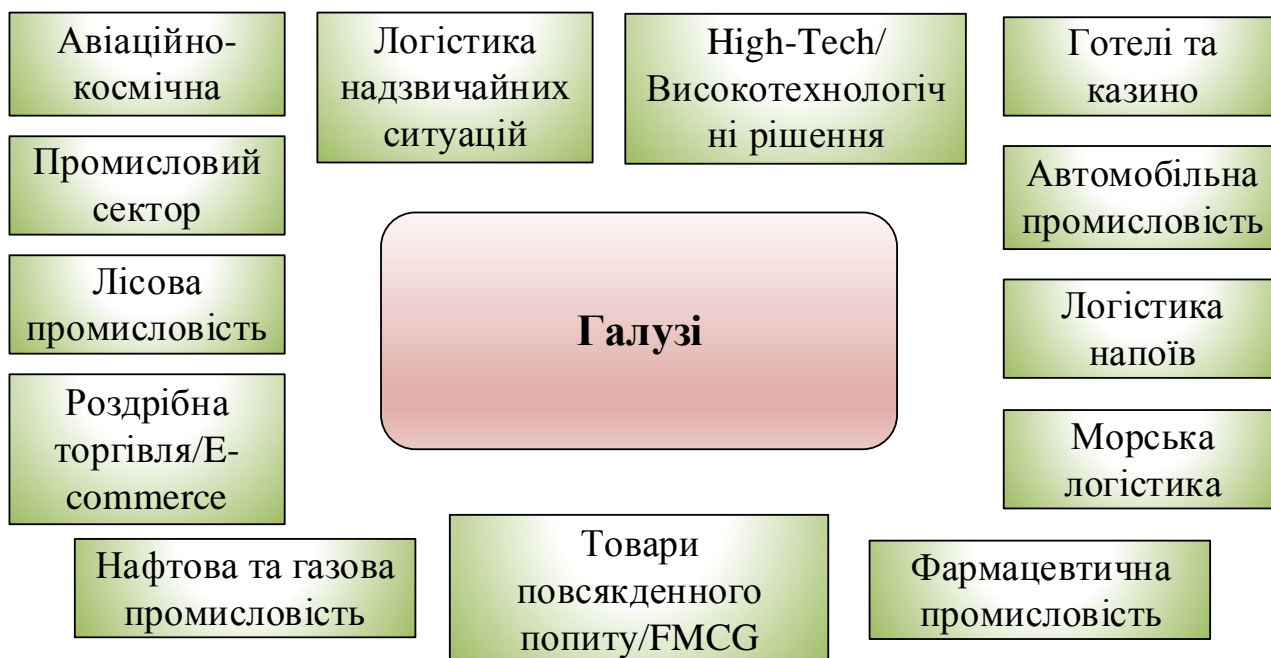 Авіаційно-
космічна
Логістика
надзвичайних
ситуацій
High-Tech/
Високотехнологіч
ні рішення
Готелі та
казино
Промисловий
сектор
Автомобільна
промисловість
Лісова
промисловість
Галузі
Логістика
напоїв
Роздрібна
торгівля/E-
commerce
Морська
логістика
Нафтова та газова
промисловість
Товари
повсякденного
попиту/FMCG
Фармацевтична
промисловість